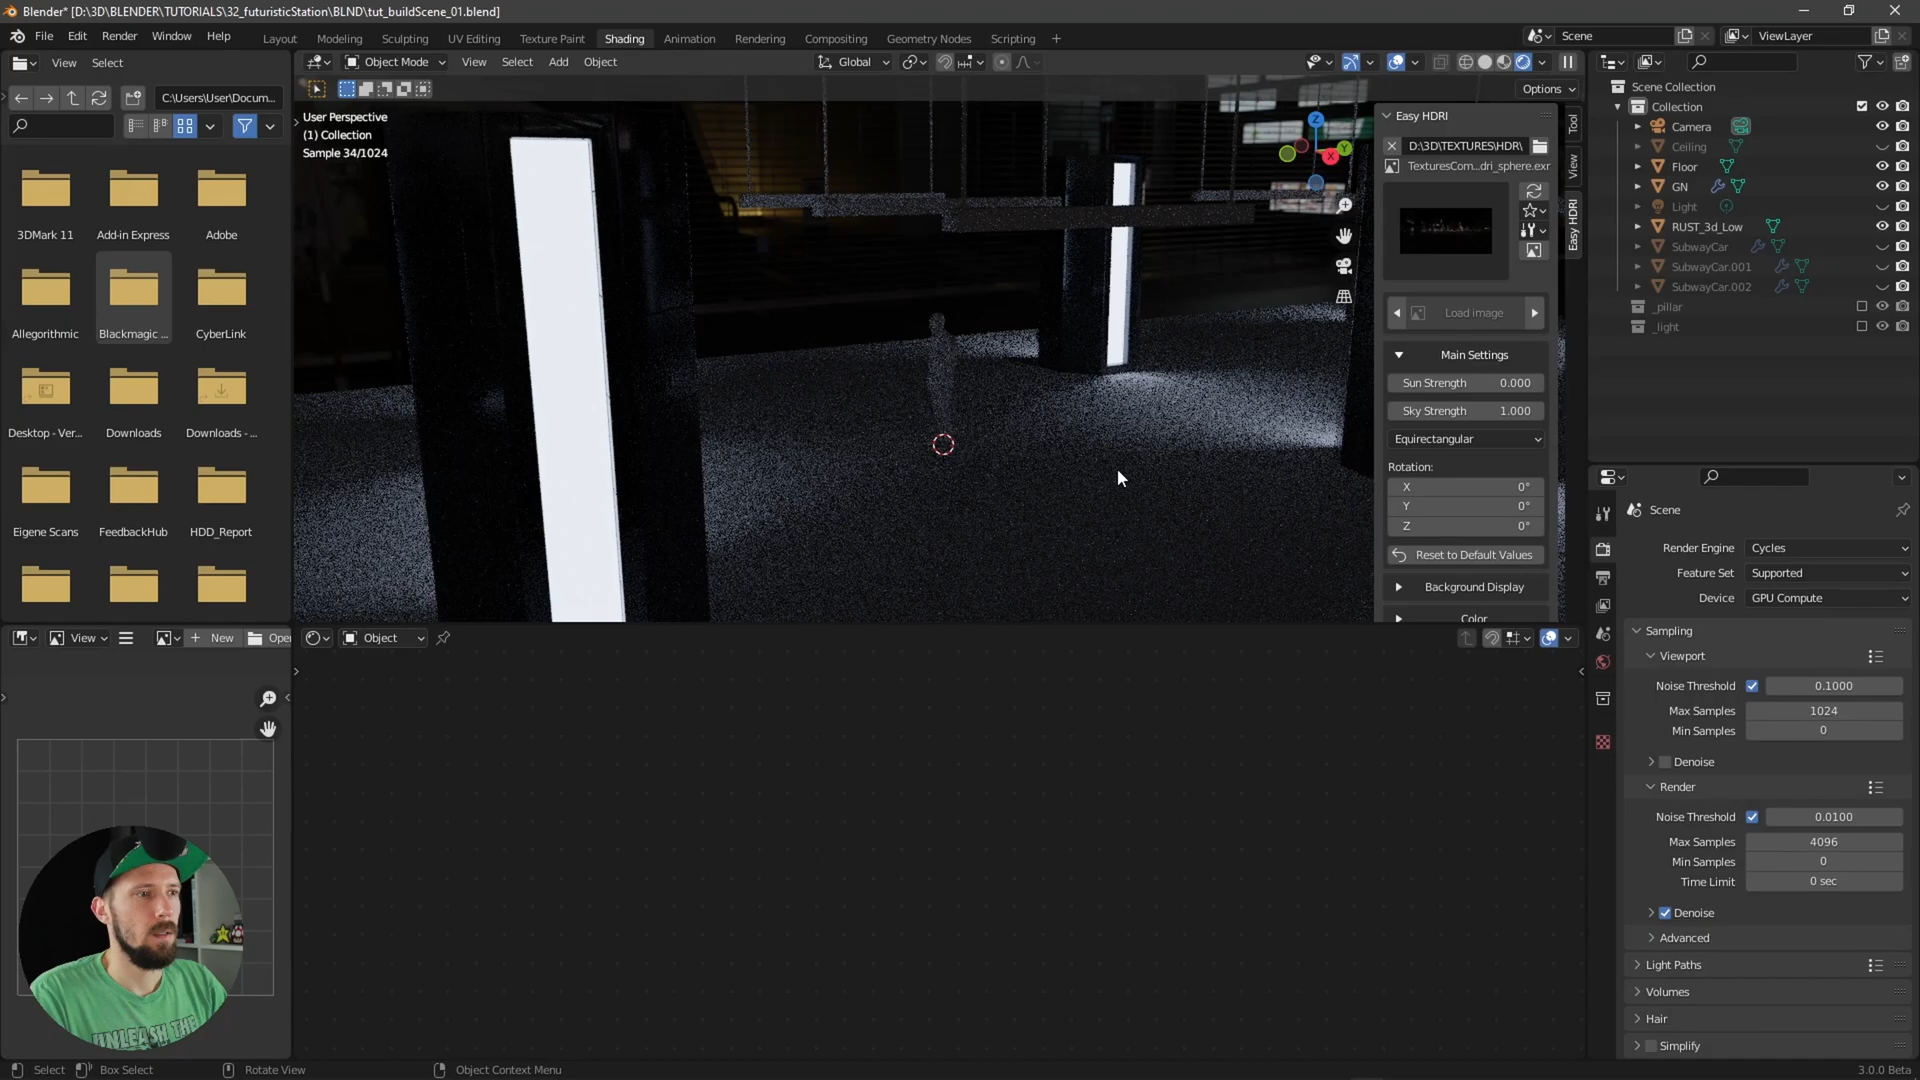 Blender* [D:\3D\BLENDER\TUTORIALS\32_futuristicStation\BLND\tut_buildScene_01.blend]
File Edit Render Window Help
Layout Modeling Sculpting UV Editing Texture Paint Shading Animation Rendering Compositing Geometry Nodes Scripting +
Scene
ViewLayer
View Select
Object Mode View Select Add Object
Global
C:\Users\User\Docum...
Options
Scene Collection
Collection
Camera
Ceiling
Floor
GN
Light
RUST_3d_Low
SubwayCar
SubwayCar.001
SubwayCar.002
_pillar
_light
User Perspective
(1) Collection
Sample 34/1024
Z
Y
X
Easy HDRI
D:\3D\TEXTURES\HDR\
TexturesCom...dri_sphere.exr
Load image
Main Settings
Sun Strength 0.000
Sky Strength 1.000
Equirectangular
Rotation:
X 0°
Y 0°
Z 0°
Reset to Default Values
Background Display
Color
Tool
View
Easy HDRI
3DMark 11
Add-in Express
Adobe
Allegorithmic
Blackmagic ...
CyberLink
Desktop - Ver...
Downloads
Downloads - ...
Eigene Scans
FeedbackHub
HDD_Report
View
New
Open
Object
Scene
Render Engine Cycles
Feature Set Supported
Device GPU Compute
Sampling
Viewport
Noise Threshold 0.1000
Max Samples 1024
Min Samples 0
Denoise
Render
Noise Threshold 0.0100
Max Samples 4096
Min Samples 0
Time Limit 0 sec
Denoise
Advanced
Light Paths
Volumes
Hair
Simplify
UNLEASH THE
Select Box Select Rotate View Object Context Menu
3.0.0 Beta